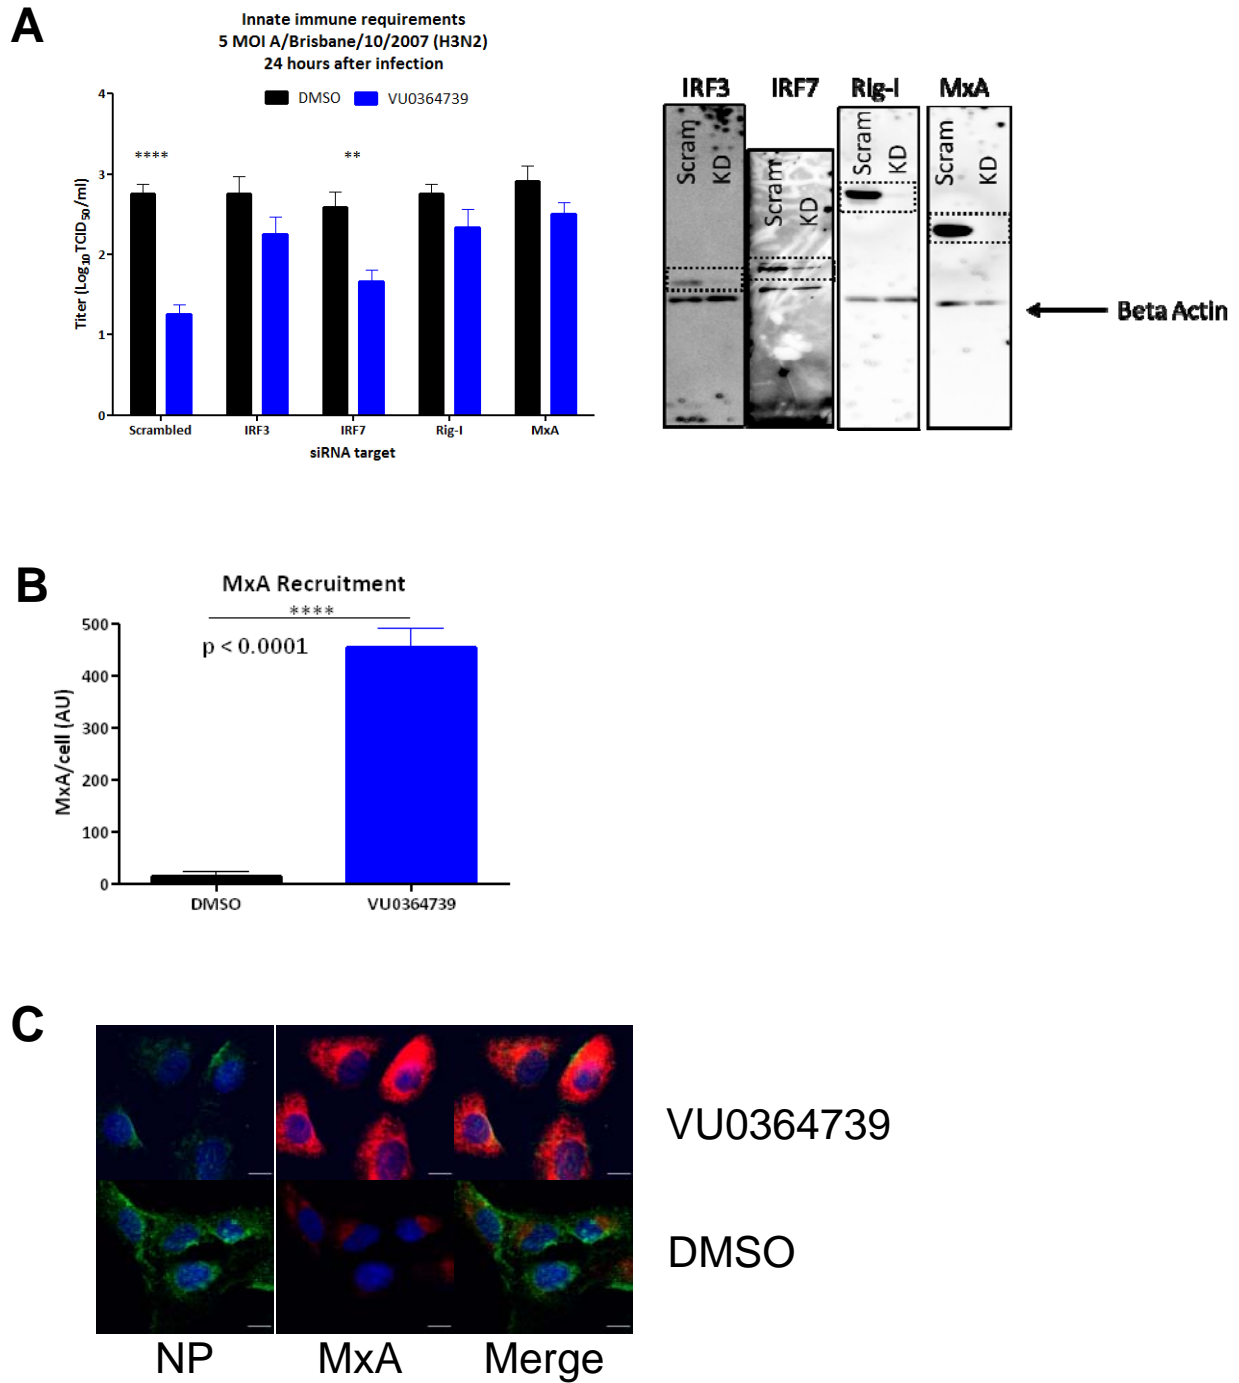 A
Innate immune requirements
5 MOI A/Brisbane/10/2007 (H3N2)
24 hours after infection
DMSO VU0364739
Titer (Log10TCID50/ml)
4
3
2
1
0
**** **
Scrambled IRF3 IRF7 Rig-I MxA
siRNA target
IRF3 IRF7 Rig-I MxA
Scram KD Scram KD Scram KD Scram KD
Beta Actin
B
MxA Recruitment
****
p < 0.0001
MxA/cell (AU)
500
400
300
200
100
0
DMSO VU0364739
C
VU0364739
DMSO
NP MxA Merge